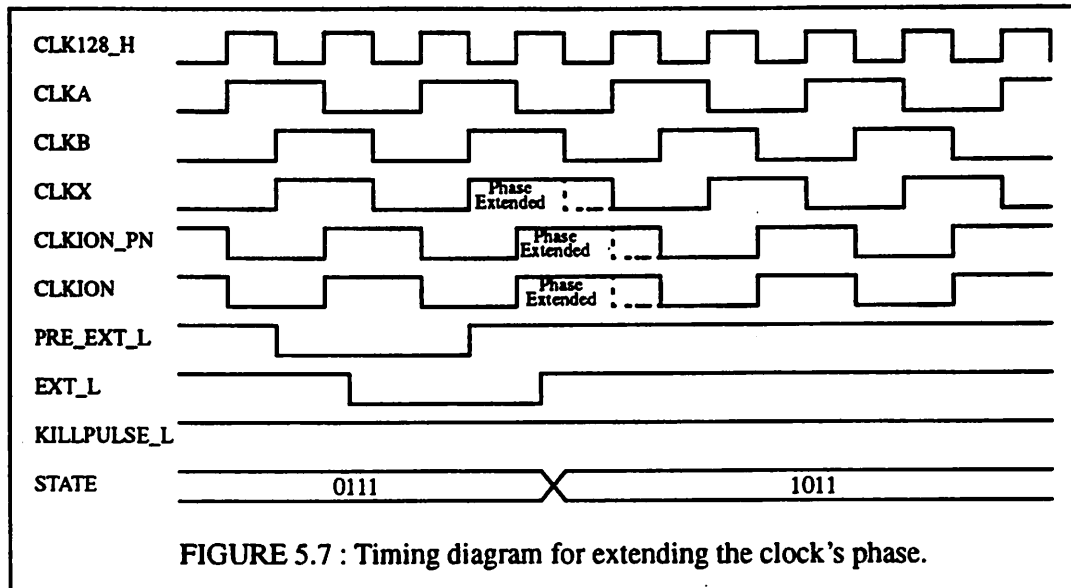 CLK128_H
CLKA
CLKB
CLKX
Phase
Extended
CLKION_PN
Phase
Extended
CLKION
Phase
Extended
PRE_EXT_L
EXT_L
KILLPULSE_L
STATE
0111
1011
FIGURE 5.7 : Timing diagram for extending the clock's phase.